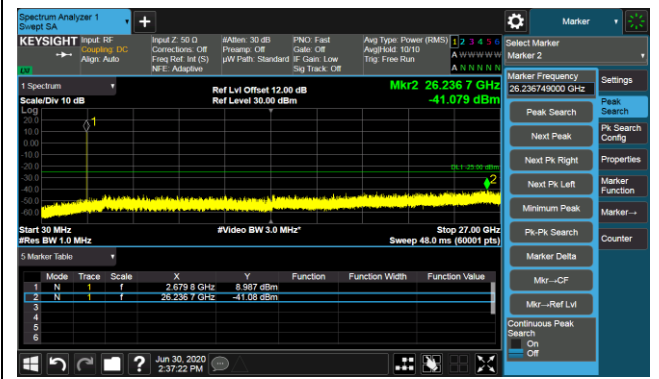 Spectrum Analyzer 1
Swept SA
Marker
KEYSIGHT
Input: RF
Coupling: DC
Align: Auto
Input Z: 50 Ω
Corrections: Off
Freq Ref: Int (S)
NFE: Adaptive
#Atten: 30 dB
Preamp: Off
µW Path: Standard
PNO: Fast
Gate: Off
IF Gain: Low
Sig Track: Off
Avg Type: Power (RMS)
Avg|Hold: 10/10
Trig: Free Run
1 2 3 4 5 6
A W W W W W
A N N N N N
LW
Select Marker
Marker 2
1 Spectrum
Scale/Div 10 dB
Ref Lvl Offset 12.00 dB
Ref Level 30.00 dBm
Mkr2 26.236 7 GHz
-41.079 dBm
Log
20.0
10.0
0.00
-10.0
-20.0
-30.0
-40.0
-50.0
-60.0
1
DL1 -25.00 dBm
2
Start 30 MHz
#Res BW 1.0 MHz
#Video BW 3.0 MHz*
Stop 27.00 GHz
Sweep 48.0 ms (60001 pts)
5 Marker Table
Mode Trace Scale X Y Function Function Width Function Value
1 N 1 f 2.679 8 GHz 8.987 dBm
2 N 1 f 26.236 7 GHz -41.08 dBm
3
4
5
6
Marker Frequency
26.236749000 GHz
Peak Search
Next Peak
Next Pk Right
Next Pk Left
Minimum Peak
Pk-Pk Search
Marker Delta
Mkr→CF
Mkr→Ref Lvl
Continuous Peak
Search
On
Off
Settings
Peak
Search
Pk Search
Config
Properties
Marker
Function
Marker→
Counter
?
Jun 30, 2020
2:37:22 PM